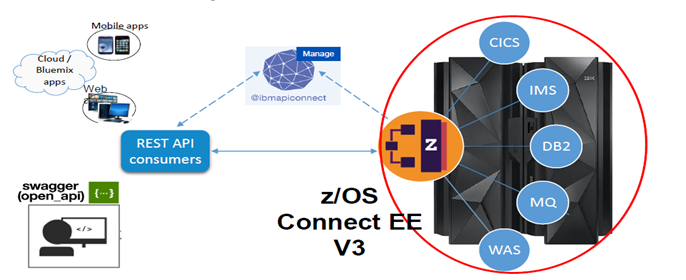 Mobile apps
Cloud /
Bluemix
apps
Web
Manage
@ibmapiconnect
REST API
consumers
swagger
(open_api)
{...}
</>
z/OS
Connect EE
V3
Z
CICS
IMS
DB2
MQ
WAS
IBM